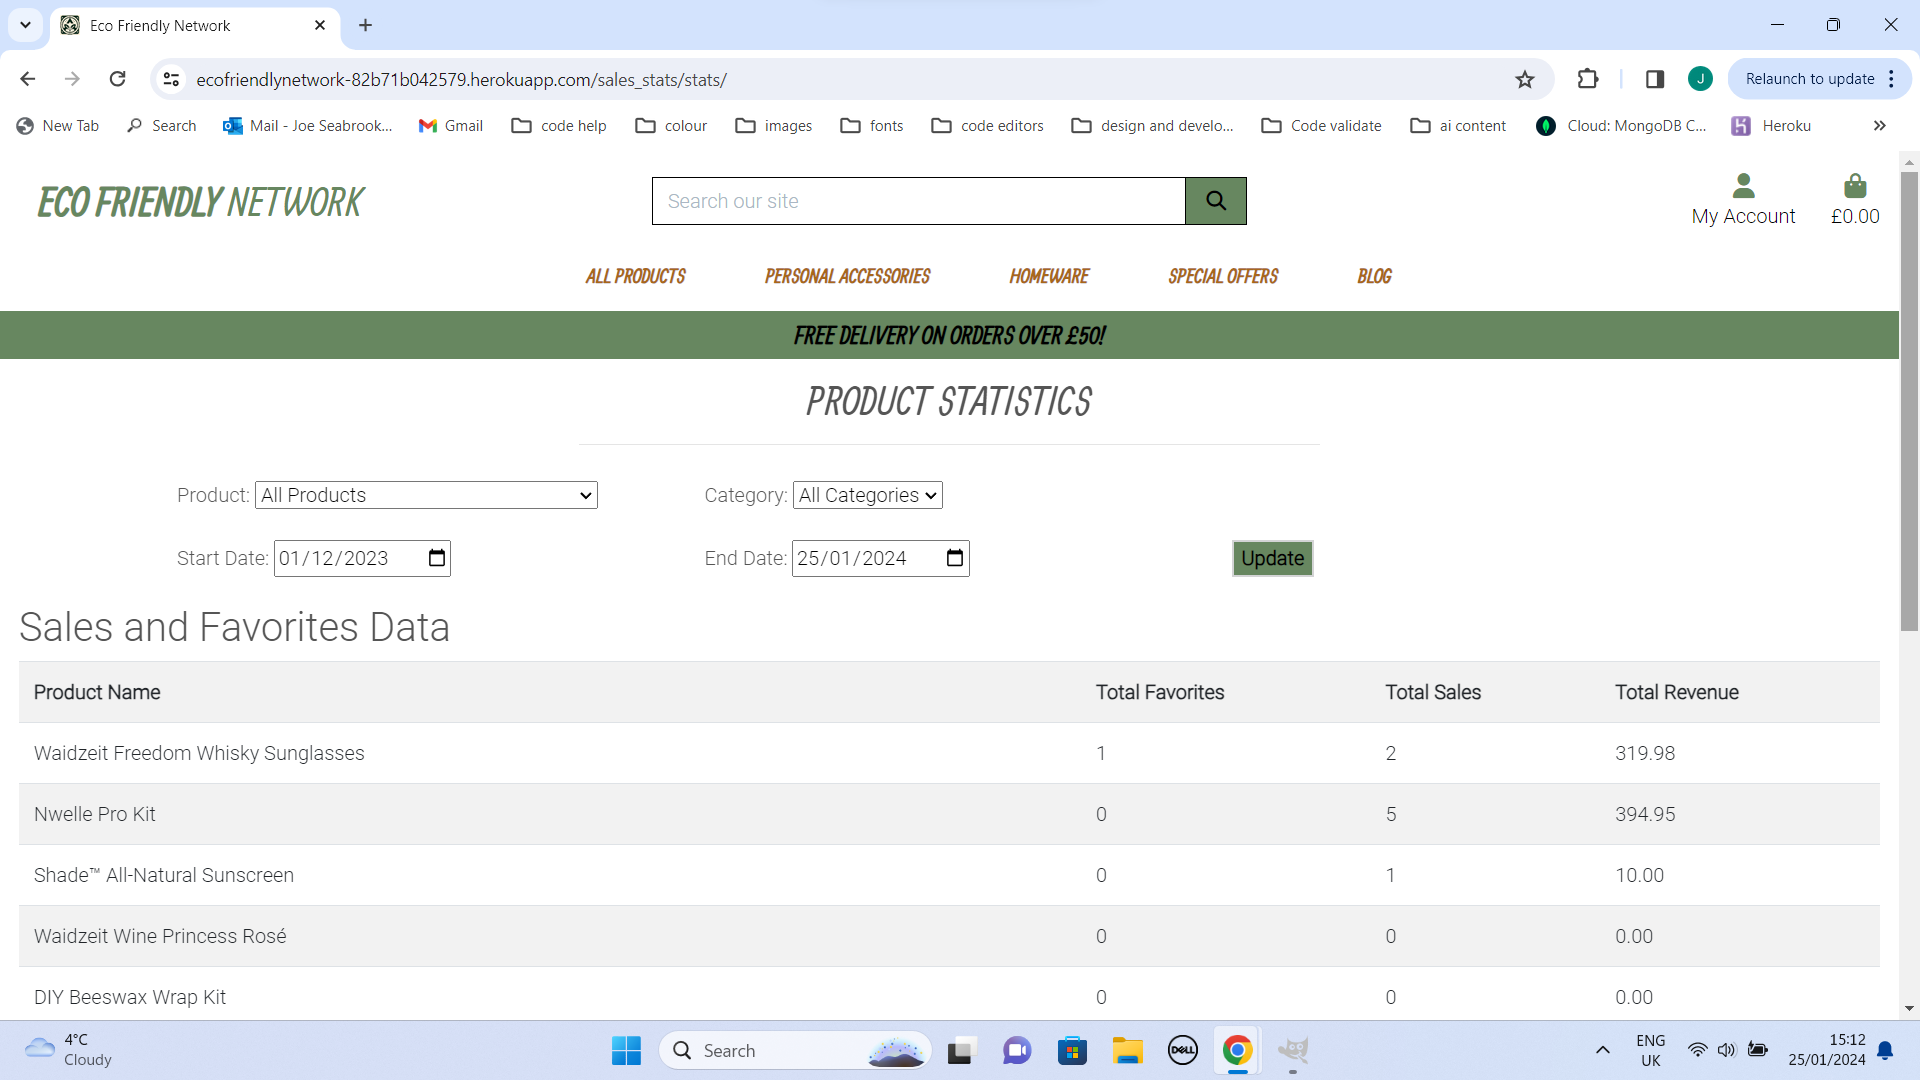 Eco Friendly Network
ecofriendlynetwork-82b71b042579.herokuapp.com/sales_stats/stats/
J
Relaunch to update
New Tab
Search
Mail - Joe Seabrook...
Gmail
code help
colour
images
fonts
code editors
design and develo...
Code validate
ai content
Cloud: MongoDB C...
Heroku
ECO FRIENDLY NETWORK
Search our site
My Account
£0.00
ALL PRODUCTS
PERSONAL ACCESSORIES
HOMEWARE
SPECIAL OFFERS
BLOG
FREE DELIVERY ON ORDERS OVER £50!
PRODUCT STATISTICS
Product: All Products
Category: All Categories
Start Date: 01/12/2023
End Date: 25/01/2024
Update
Sales and Favorites Data
Product Name Total Favorites Total Sales Total Revenue
Waidzeit Freedom Whisky Sunglasses 1 2 319.98
Nwelle Pro Kit 0 5 394.95
Shade™ All-Natural Sunscreen 0 1 10.00
Waidzeit Wine Princess Rosé 0 0 0.00
DIY Beeswax Wrap Kit 0 0 0.00
4°C
Cloudy
Search
DELL
ENG
UK
15:12
25/01/2024